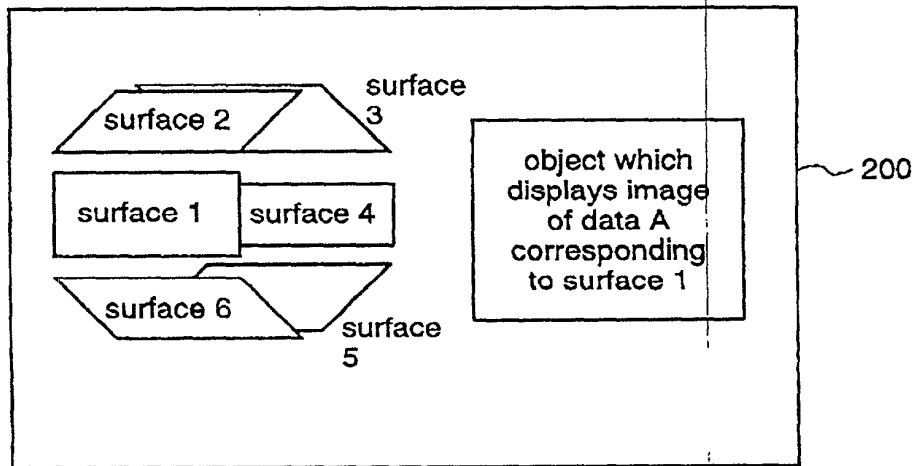 surface
3
surface 2
surface 1
surface 4
surface 6
surface
5
object which
displays image
of data A
corresponding
to surface 1
200